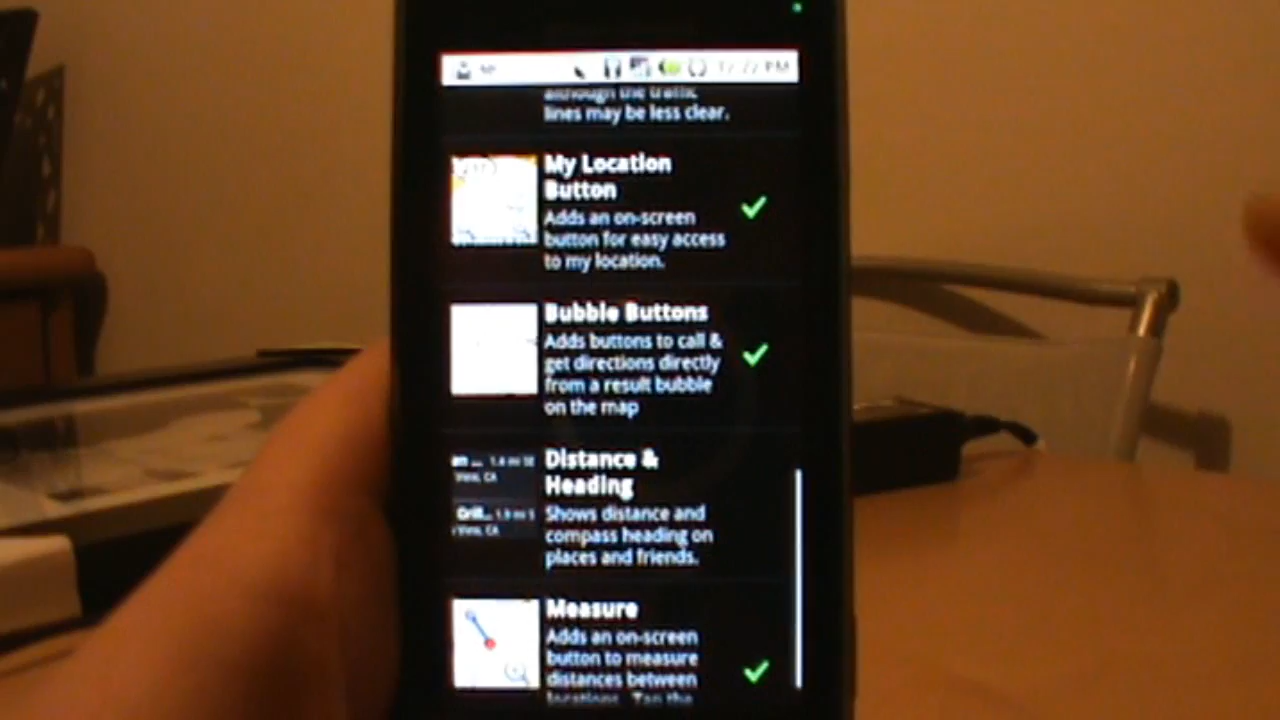 although the traffic
lines may be less clear.
My Location
Button
Adds an on-screen
button for easy access
to my location.
Bubble Buttons
Adds buttons to call &
get directions directly
from a result bubble
on the map
Distance &
Heading
Shows distance and
compass heading on
places and friends.
Measure
Adds an on-screen
button to measure
distances between
locations. Tap the